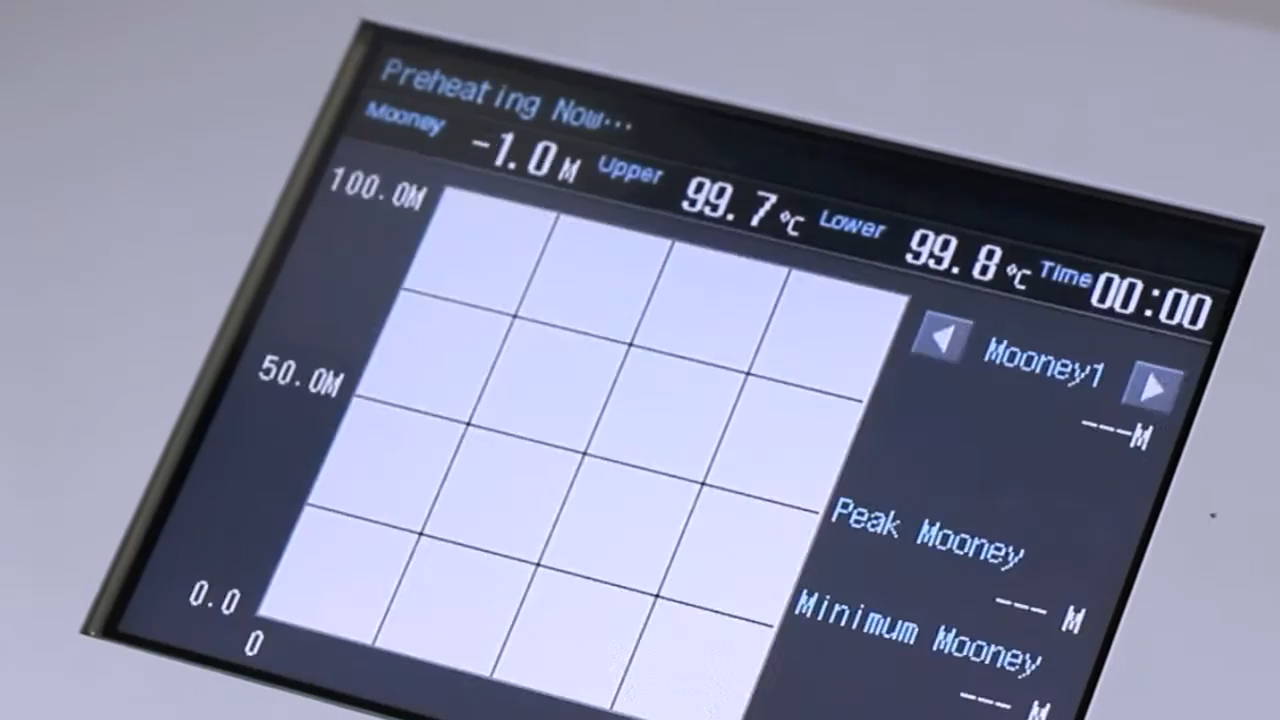 Preheating Now···
Mooney -1.0 M Upper 99.7 ℃ Lower 99.8 ℃ Time 00:00
100.0M
Mooney1
---M
50.0M
Peak Mooney
--- M
Minimum Mooney
--- M
0.0
0